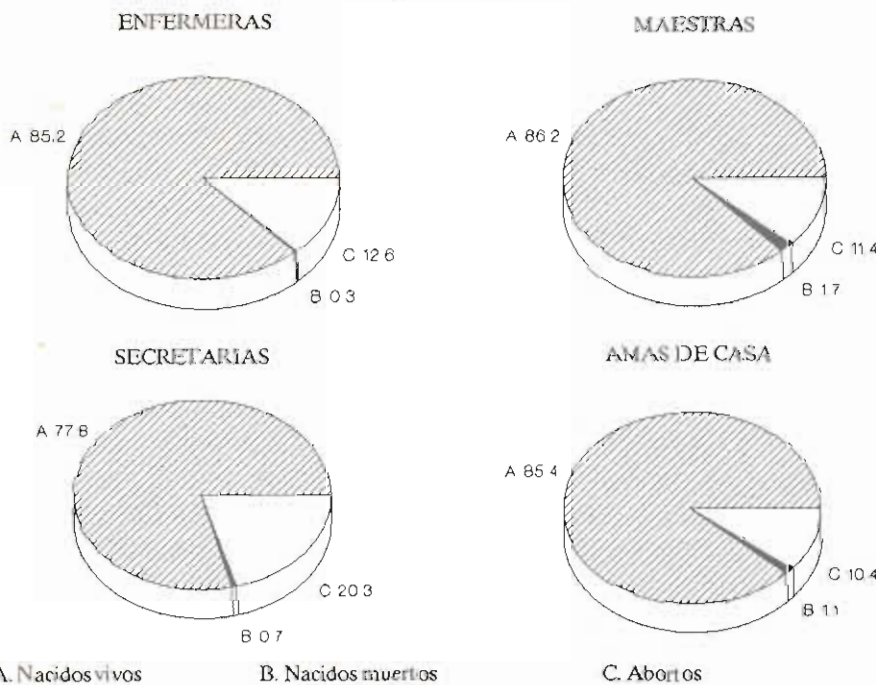 ENFERMERAS
A 85.2
C 12 6
B 0 3
MAESTRAS
A 86 2
C 11.4
B 1 7
SECRETARIAS
A 77 8
C 20 3
B 0 7
AMAS DE CASA
A 85 4
C 10.4
B 1 1
A. Nacidos vivos B. Nacidos muertos C. Abortos